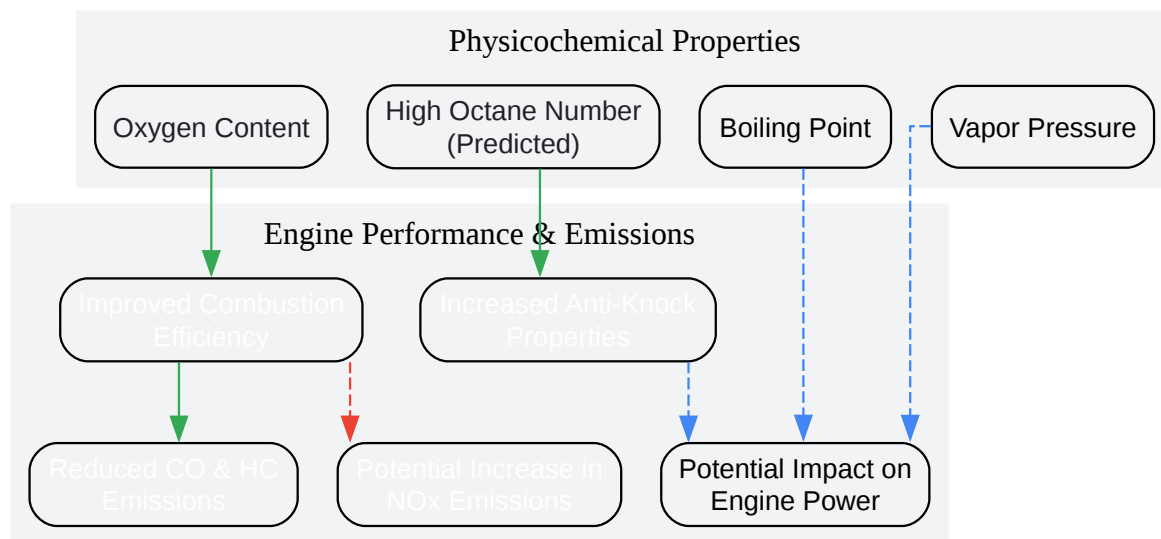 Physicochemical Properties
Oxygen Content
High Octane Number
(Predicted)
Boiling Point
Vapor Pressure
Engine Performance & Emissions
Improved Combustion
Efficiency
Increased Anti-Knock
Properties
Reduced CO & HC
Emissions
Potential Increase in
NOx Emissions
Potential Impact on
Engine Power